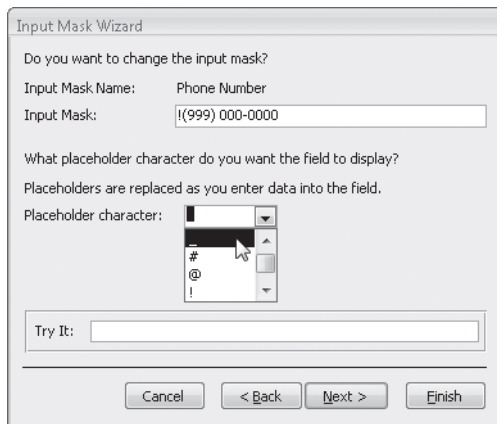 Input Mask Wizard
Do you want to change the input mask?
Input Mask Name: Phone Number
Input Mask: !(999) 000-0000
What placeholder character do you want the field to display?
Placeholders are replaced as you enter data into the field.
Placeholder character:
_
#
@
!
Try It:
Cancel < Back Next > Finish